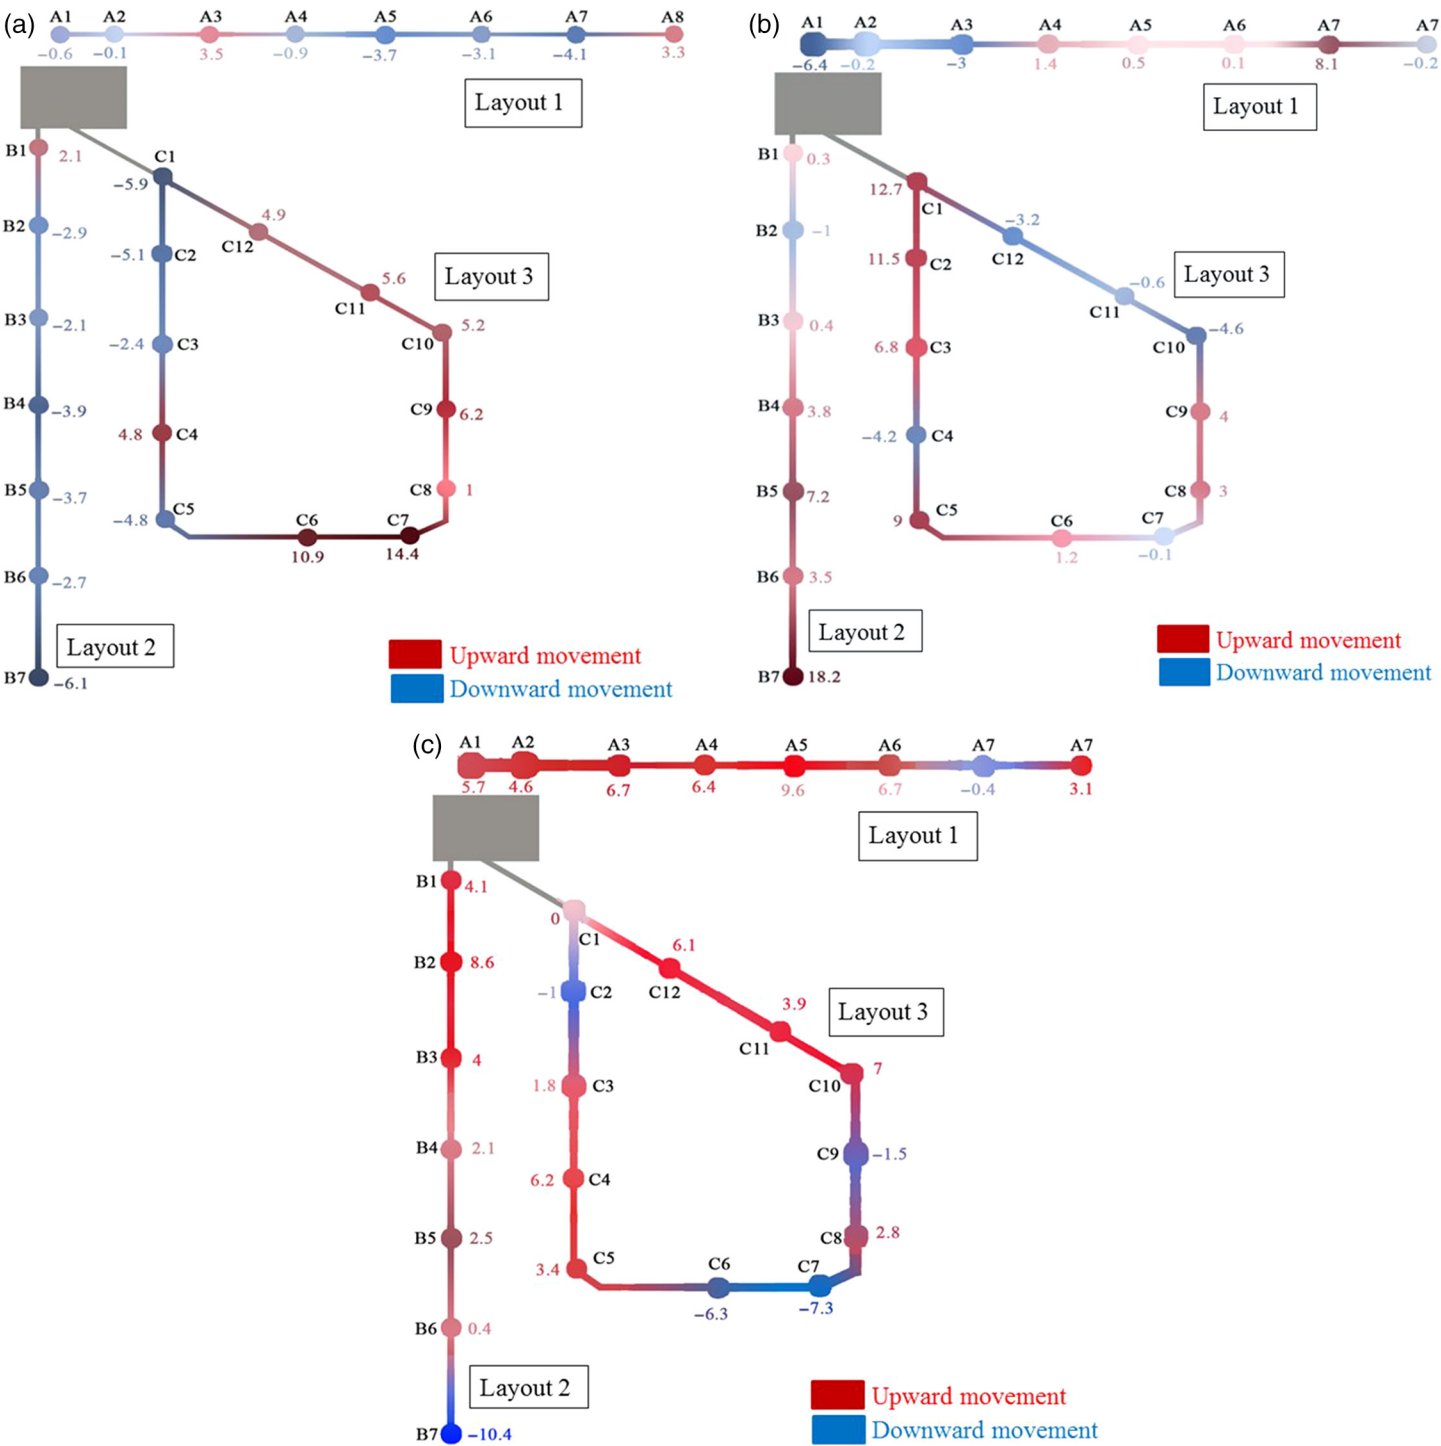 (a)
A1 A2 A3 A4 A5 A6 A7 A8
−0.6 −0.1 3.5 −0.9 −3.7 −3.1 −4.1 3.3
Layout 1
B1 2.1
C1
−5.9
4.9
B2 −2.9
C12
−5.1 C2
Layout 3
5.6
C11
B3 −2.1
5.2
−2.4 C3
C10
B4 −3.9
C9 6.2
4.8 C4
B5 −3.7
C8 1
−4.8 C5
C6 C7
10.9 14.4
B6 −2.7
Layout 2
B7 −6.1
Upward movement
Downward movement
(b)
A1 A2 A3 A4 A5 A6 A7 A7
−6.4 −0.2 −3 1.4 0.5 0.1 8.1 −0.2
Layout 1
B1 0.3
12.7
C1
−3.2
B2 −1
C12
11.5 C2
Layout 3
−0.6
C11
B3 0.4
−4.6
6.8 C3
C10
B4 3.8
C9 4
−4.2 C4
B5 7.2
C8 3
9 C5
C6 C7
1.2 −0.1
B6 3.5
Layout 2
B7 18.2
Upward movement
Downward movement
(c)
A1 A2 A3 A4 A5 A6 A7 A7
5.7 4.6 6.7 6.4 9.6 6.7 −0.4 3.1
Layout 1
B1 4.1
0
C1
6.1
B2 8.6
C12
−1 C2
Layout 3
3.9
C11
B3 4
7
1.8 C3
C10
B4 2.1
C9 −1.5
6.2 C4
B5 2.5
C8 2.8
3.4 C5
C6 C7
−6.3 −7.3
B6 0.4
Layout 2
B7 −10.4
Upward movement
Downward movement